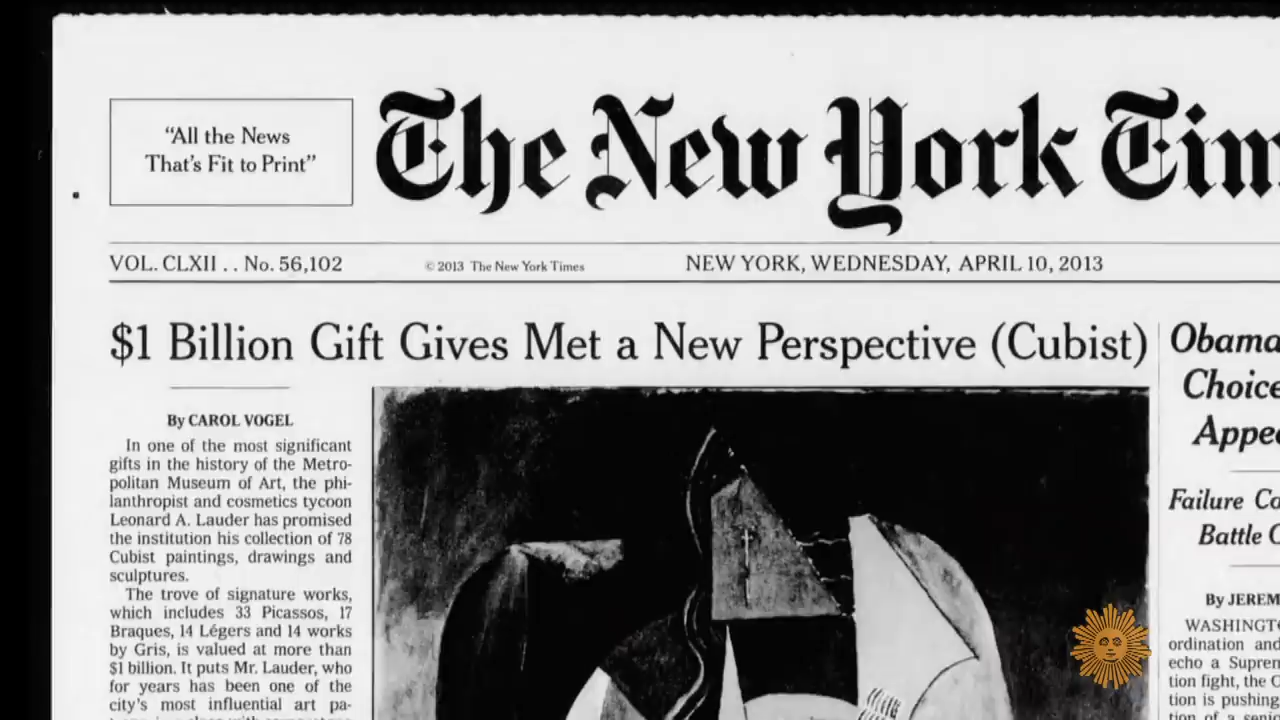 “All the News
That’s Fit to Print”
The New York Tim
VOL. CLXII . . No. 56,102
© 2013 The New York Times
NEW YORK, WEDNESDAY, APRIL 10, 2013
$1 Billion Gift Gives Met a New Perspective (Cubist)
By CAROL VOGEL
In one of the most significant
gifts in the history of the Metro-
politan Museum of Art, the phi-
lanthropist and cosmetics tycoon
Leonard A. Lauder has promised
the institution his collection of 78
Cubist paintings, drawings and
sculptures.
The trove of signature works,
which includes 33 Picassos, 17
Braques, 14 Légers and 14 works
by Gris, is valued at more than
$1 billion. It puts Mr. Lauder, who
for years has been one of the
city’s most influential art pa-
Obama
Choice
Appe
Failure Co
Battle
By JEREM
WASHINGT
ordination and
echo a Suprem
tion fight, the
tion is pushing
tion of a seni